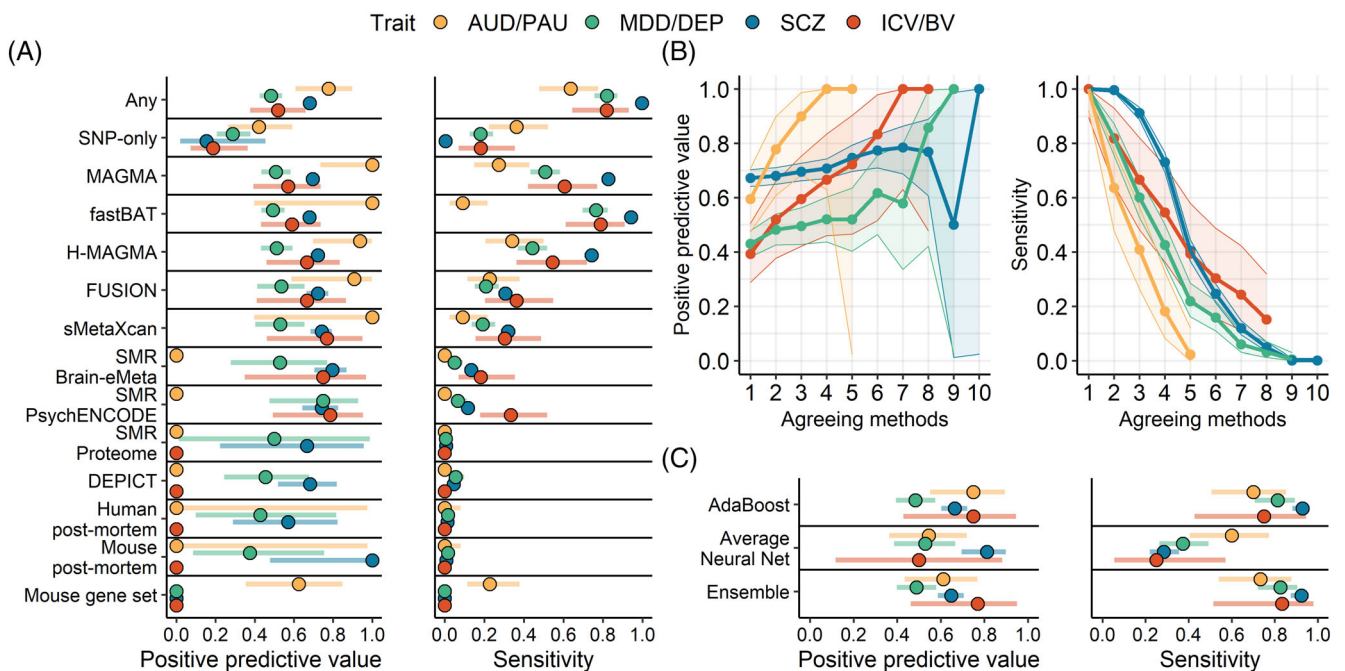 Trait AUD/PAU MDD/DEP SCZ ICV/BV
(A)
Any
SNP-only
MAGMA
fastBAT
H-MAGMA
FUSION
sMetaXcan
SMR
Brain-eMeta
SMR
PsychENCODE
SMR
Proteome
DEPICT
Human
post-mortem
Mouse
post-mortem
Mouse gene set
0.0 0.2 0.4 0.6 0.8 1.0
Positive predictive value
0.0 0.2 0.4 0.6 0.8 1.0
Sensitivity
(B)
Positive predictive value
1.0
0.8
0.6
0.4
0.2
0.0
1 2 3 4 5 6 7 8 9 10
Agreeing methods
Sensitivity
1.0
0.8
0.6
0.4
0.2
0.0
1 2 3 4 5 6 7 8 9 10
Agreeing methods
(C)
AdaBoost
Average
Neural Net
Ensemble
0.0 0.2 0.4 0.6 0.8 1.0
Positive predictive value
0.0 0.2 0.4 0.6 0.8 1.0
Sensitivity